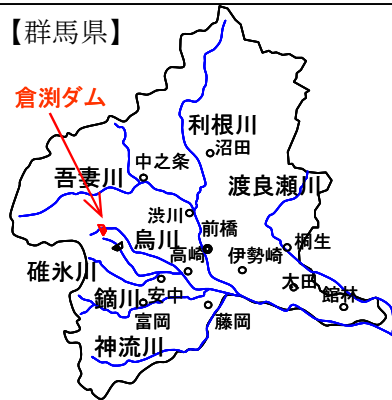 【群馬県】
倉渕ダム
利根川
沼田
中之条
吾妻川
渡良瀬川
渋川
前橋
烏川
桐生
高崎
伊勢崎
碓氷川
太田
鏑川
安中
館林
富岡
藤岡
神流川